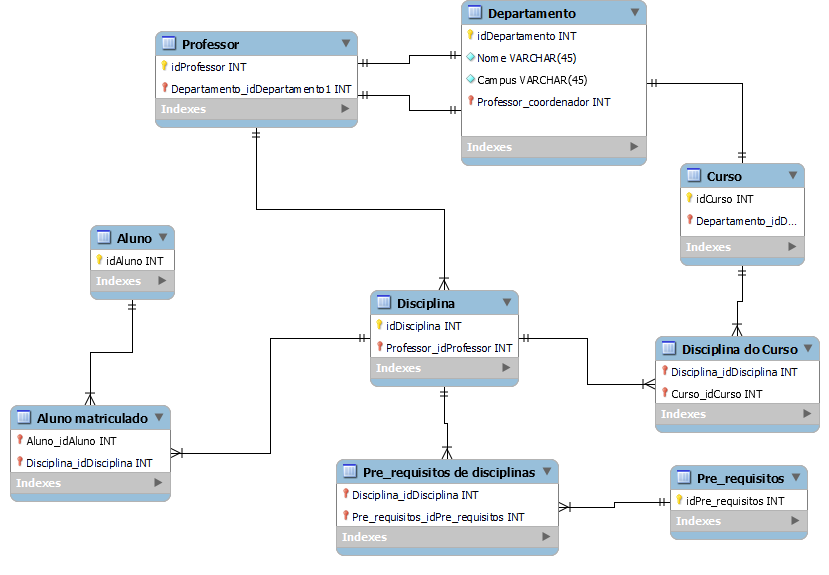 Departamento
idDepartamento INT
Nome VARCHAR(45)
Campus VARCHAR(45)
Professor_coordenador INT
Indexes
Professor
idProfessor INT
Departamento_idDepartamento1 INT
Indexes
Curso
idCurso INT
Departamento_idD...
Indexes
Aluno
idAluno INT
Indexes
Disciplina
idDisciplina INT
Professor_idProfessor INT
Indexes
Disciplina do Curso
Disciplina_idDisciplina INT
Curso_idCurso INT
Indexes
Aluno matriculado
Aluno_idAluno INT
Disciplina_idDisciplina INT
Indexes
Pre_requisitos de disciplinas
Disciplina_idDisciplina INT
Pre_requisitos_idPre_requisitos INT
Indexes
Pre_requisitos
idPre_requisitos INT
Indexes